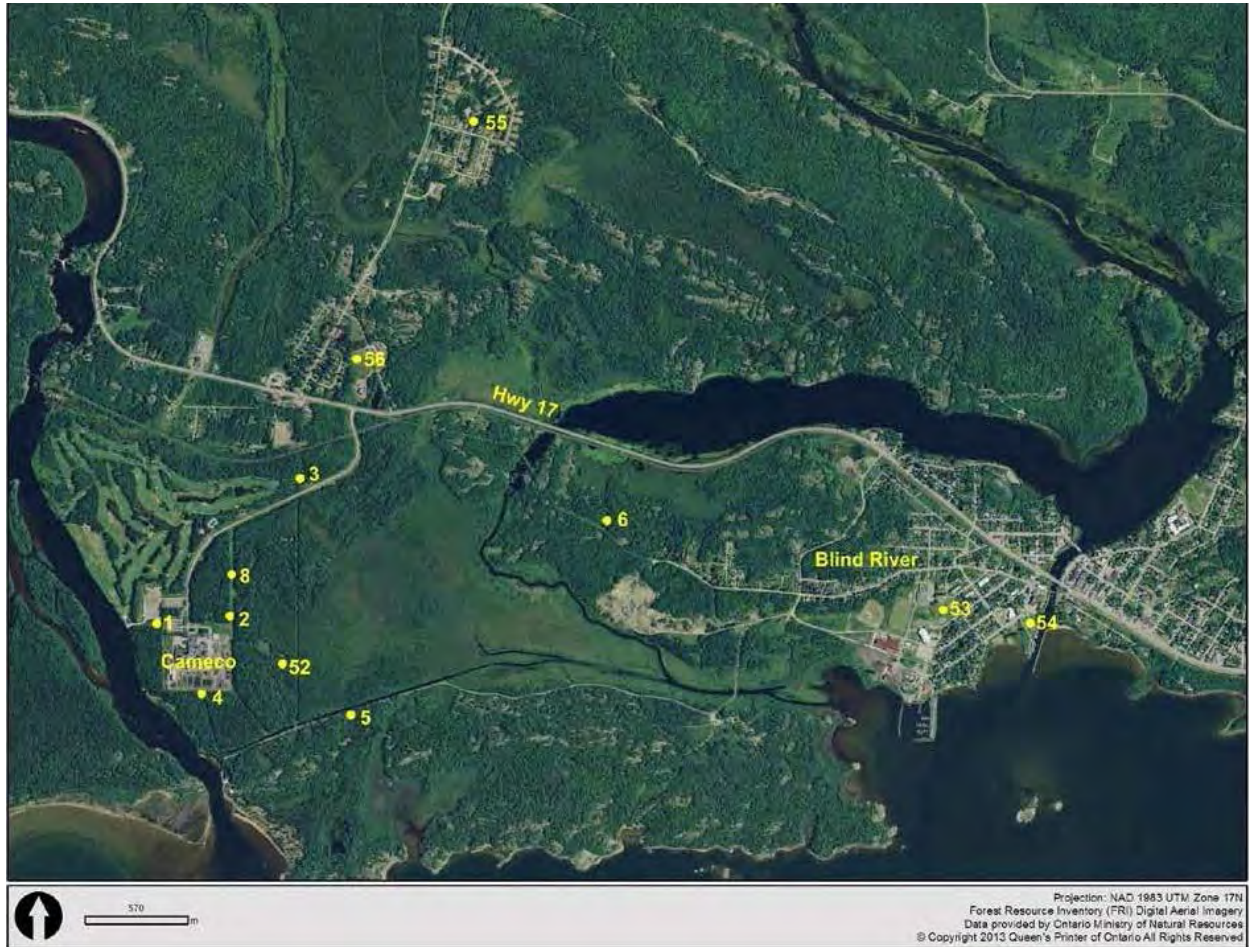 55
56
Hwy 17
3
6
Blind River
8
2
1
53
54
Cameco
52
4
5
570
m
Projection: NAD 1983 UTM Zone 17N
Forest Resource Inventory (FRI) Digital Aerial Imagery
Data provided by Ontario Ministry of Natural Resources
© Copyright 2013 Queen's Printer of Ontario All Rights Reserved